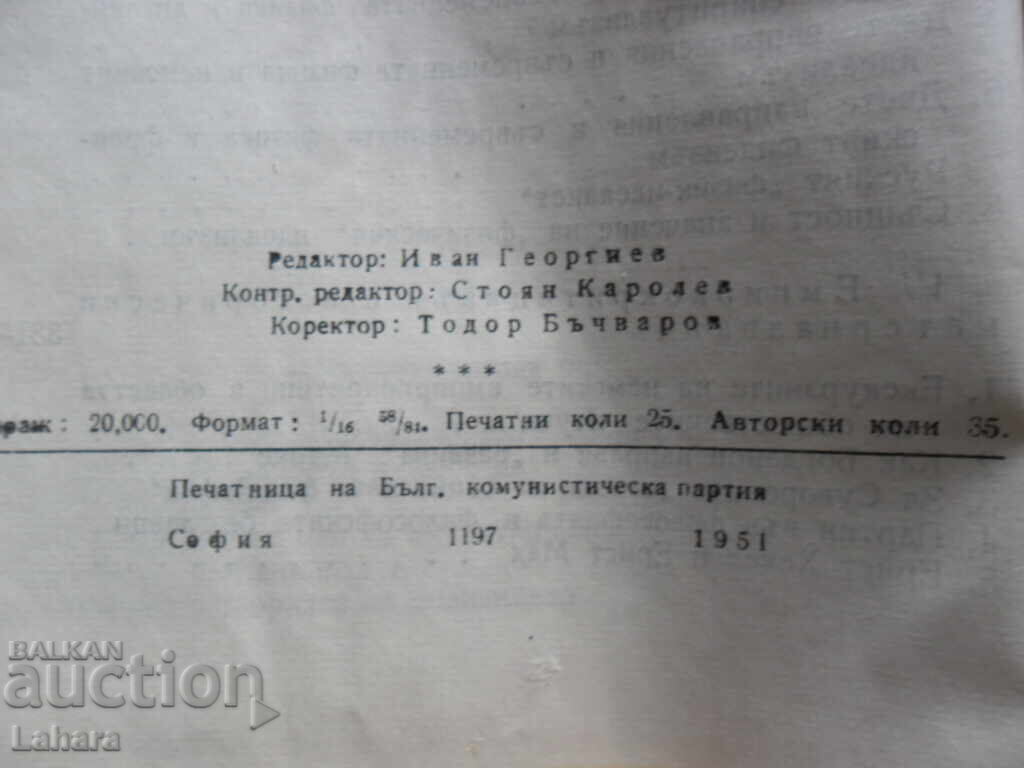 Редактор: Иван Георгиев
Контр. редактор: Стоян Каролев
Коректор: Тодор Бъчваров
* * *
: 20,000. Формат: 1/16 58/84. Печатни коли 25. Авторски коли 35.
Печатница на Бълг. комунистическа партия
София 1197 1951
BALKAN
auction
Lahara